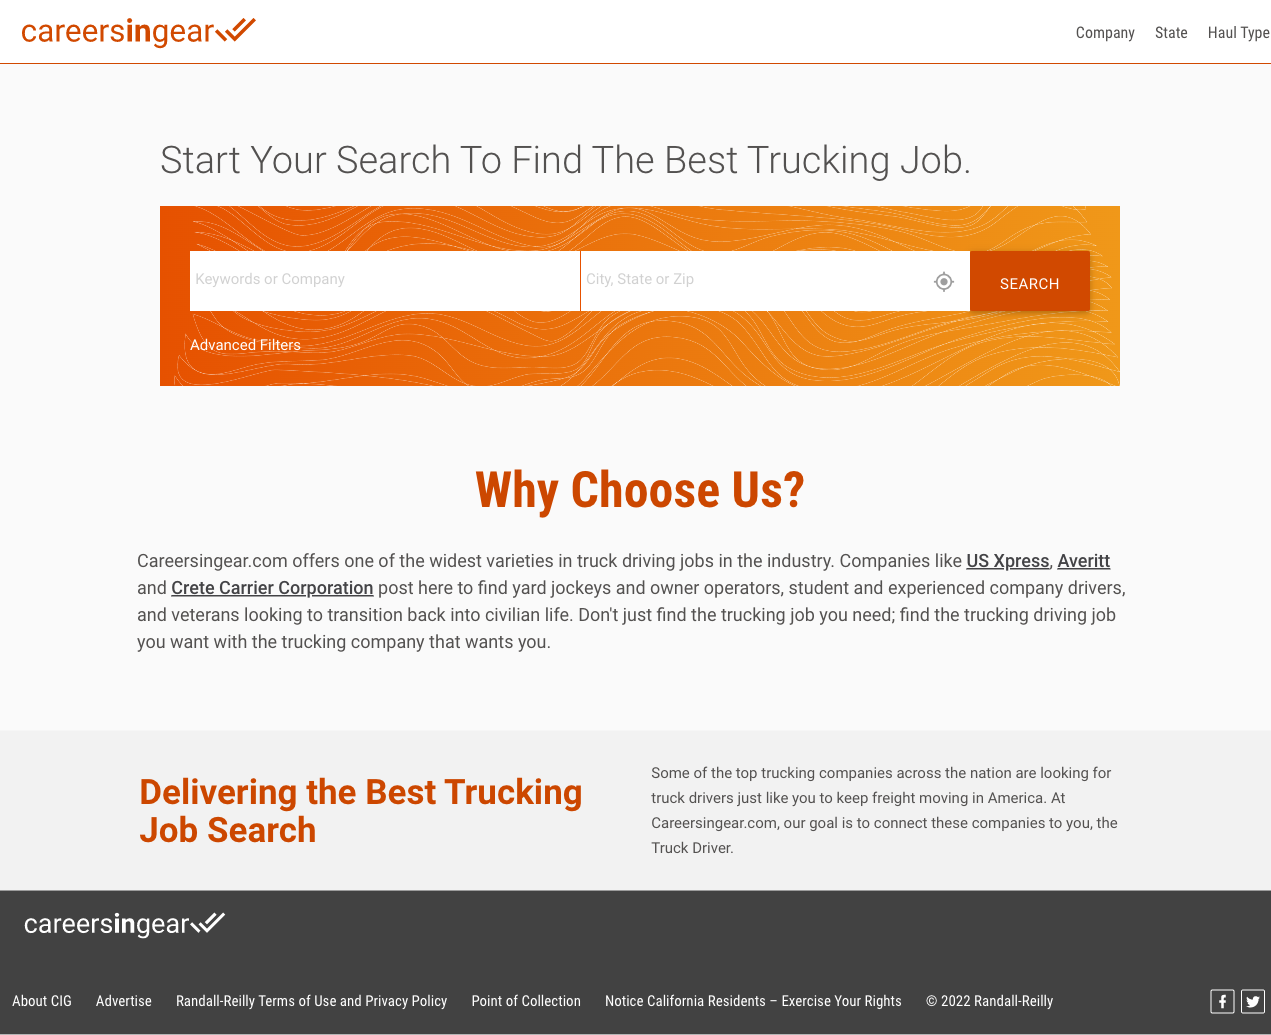 careersingear
Company State Haul Type
Start Your Search To Find The Best Trucking Job.
Keywords or Company
City, State or Zip
SEARCH
Advanced Filters
Why Choose Us?
Careersingear.com offers one of the widest varieties in truck driving jobs in the industry. Companies like US Xpress, Averitt
and Crete Carrier Corporation post here to find yard jockeys and owner operators, student and experienced company drivers,
and veterans looking to transition back into civilian life. Don't just find the trucking job you need; find the trucking driving job
you want with the trucking company that wants you.
Delivering the Best Trucking
Job Search
Some of the top trucking companies across the nation are looking for
truck drivers just like you to keep freight moving in America. At
Careersingear.com, our goal is to connect these companies to you, the
Truck Driver.
careersingear
About CIG Advertise Randall-Reilly Terms of Use and Privacy Policy Point of Collection Notice California Residents – Exercise Your Rights © 2022 Randall-Reilly